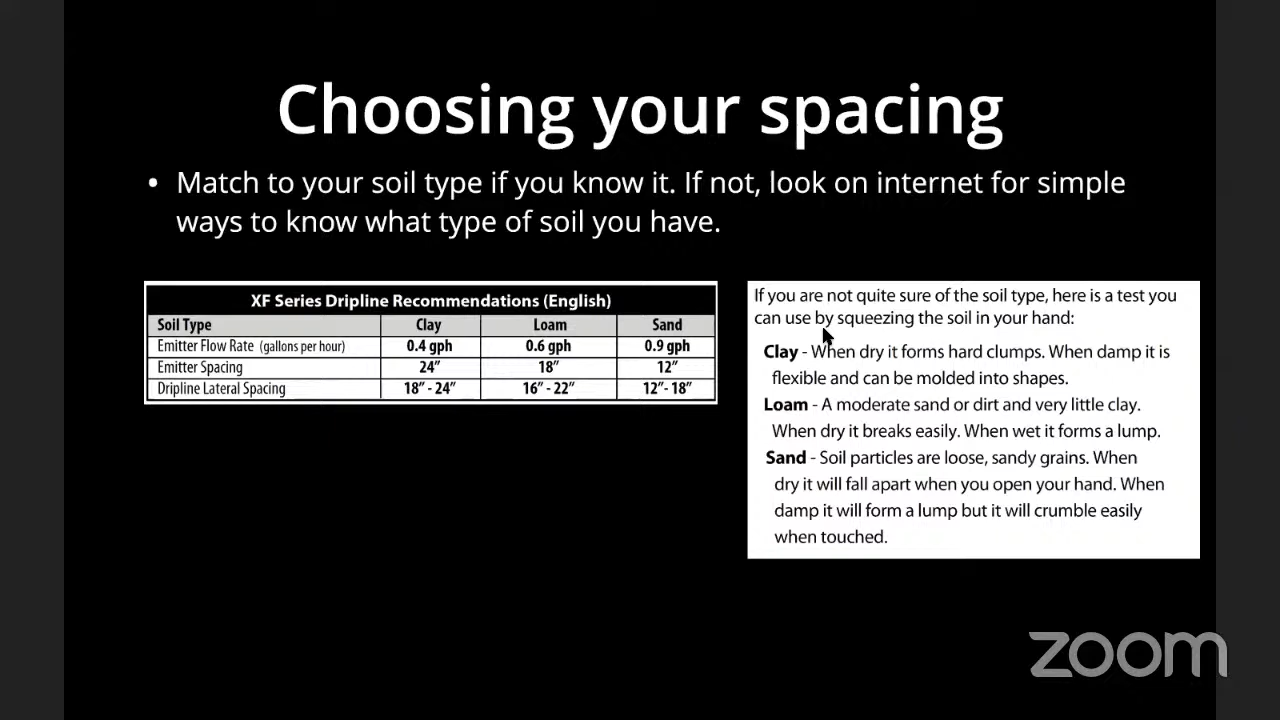 Choosing your spacing
• Match to your soil type if you know it. If not, look on internet for simple
ways to know what type of soil you have.
XF Series Dripline Recommendations (English)
Soil Type Clay Loam Sand
Emitter Flow Rate (gallons per hour) 0.4 gph 0.6 gph 0.9 gph
Emitter Spacing 24” 18” 12”
Dripline Lateral Spacing 18” - 24” 16” - 22” 12”- 18”
If you are not quite sure of the soil type, here is a test you
can use by squeezing the soil in your hand:
Clay - When dry it forms hard clumps. When damp it is
flexible and can be molded into shapes.
Loam - A moderate sand or dirt and very little clay.
When dry it breaks easily. When wet it forms a lump.
Sand - Soil particles are loose, sandy grains. When
dry it will fall apart when you open your hand. When
damp it will form a lump but it will crumble easily
when touched.
zoom